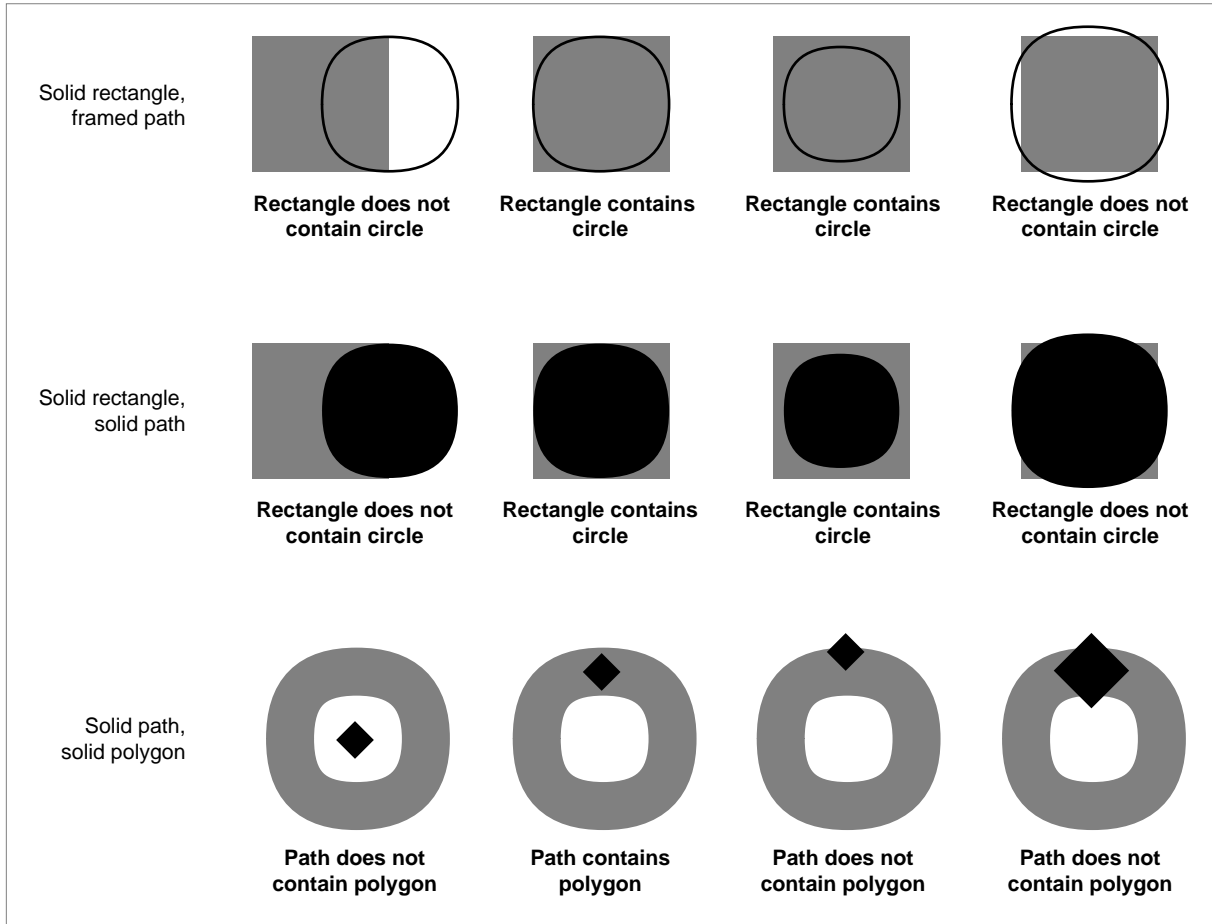 Solid rectangle,
framed path
Rectangle does not
contain circle
Rectangle contains
circle
Rectangle contains
circle
Rectangle does not
contain circle
Solid rectangle,
solid path
Rectangle does not
contain circle
Rectangle contains
circle
Rectangle contains
circle
Rectangle does not
contain circle
Solid path,
solid polygon
Path does not
contain polygon
Path contains
polygon
Path does not
contain polygon
Path does not
contain polygon